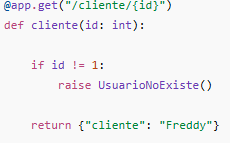 @app.get("/cliente/{id}")
def cliente(id: int):
    if id != 1:
        raise UsuarioNoExiste()
    return {"cliente": "Freddy"}